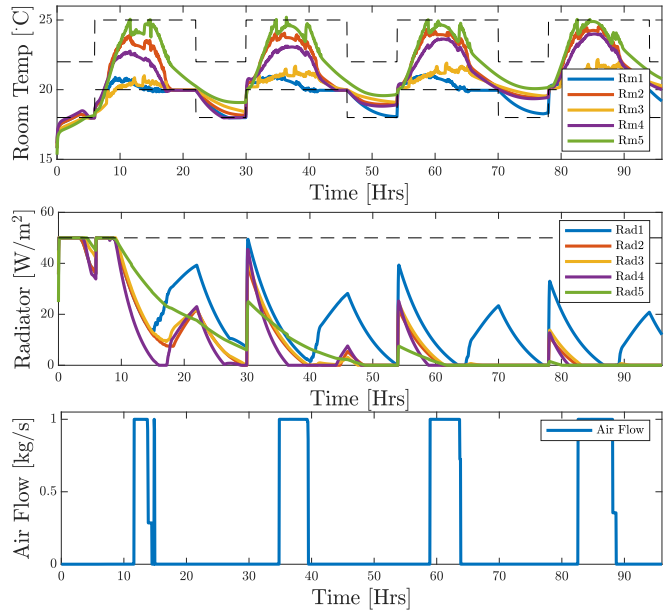 Room Temp [°C]
25
20
15
0 10 20 30 40 50 60 70 80 90
Time [Hrs]
Rm1
Rm2
Rm3
Rm4
Rm5
Radiator [W/m²]
60
40
20
0
0 10 20 30 40 50 60 70 80 90
Time [Hrs]
Rad1
Rad2
Rad3
Rad4
Rad5
Air Flow [kg/s]
1
0.5
0
0 10 20 30 40 50 60 70 80 90
Time [Hrs]
Air Flow